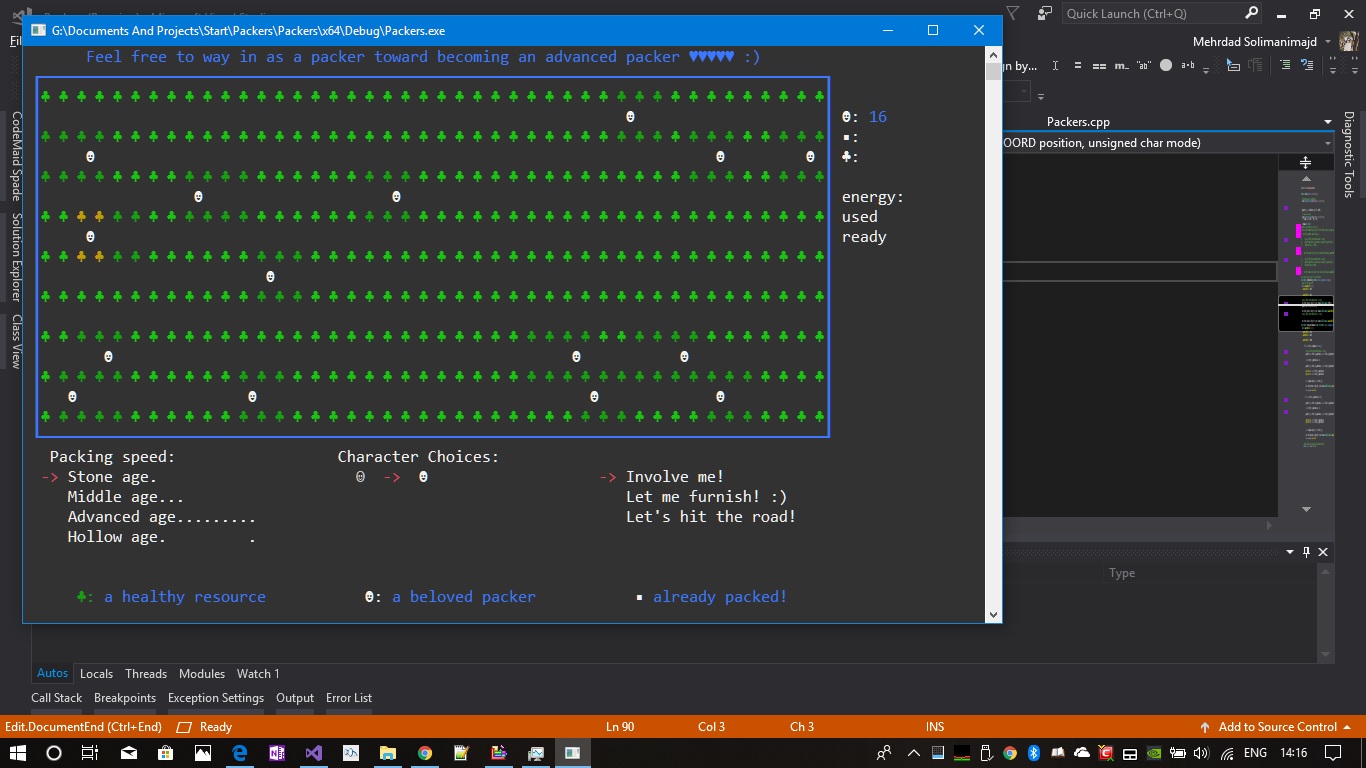 Quick Launch (Ctrl+Q)
G:\Documents And Projects\Start\Packers\Packers\x64\Debug\Packers.exe
Mehrdad Solimanimajd
Feel free to way in as a packer toward becoming an advanced packer ♥♥♥♥♥ :)
gn by...
Packers.cpp
OORD position, unsigned char mode)
CodeMaid Spade
Solution Explorer
Class View
Diagnostic Tools
: 16
▪:
♣:
energy:
used
ready
Packing speed:
-> Stone age.
Middle age...
Advanced age.........
Hollow age. .
Character Choices:
->
-> Involve me!
Let me furnish! :)
Let's hit the road!
♣: a healthy resource
: a beloved packer
▪ already packed!
Type
Autos Locals Threads Modules Watch 1
Call Stack Breakpoints Exception Settings Output Error List
Edit.DocumentEnd (Ctrl+End) Ready Ln 90 Col 3 Ch 3 INS Add to Source Control
ENG 14:16